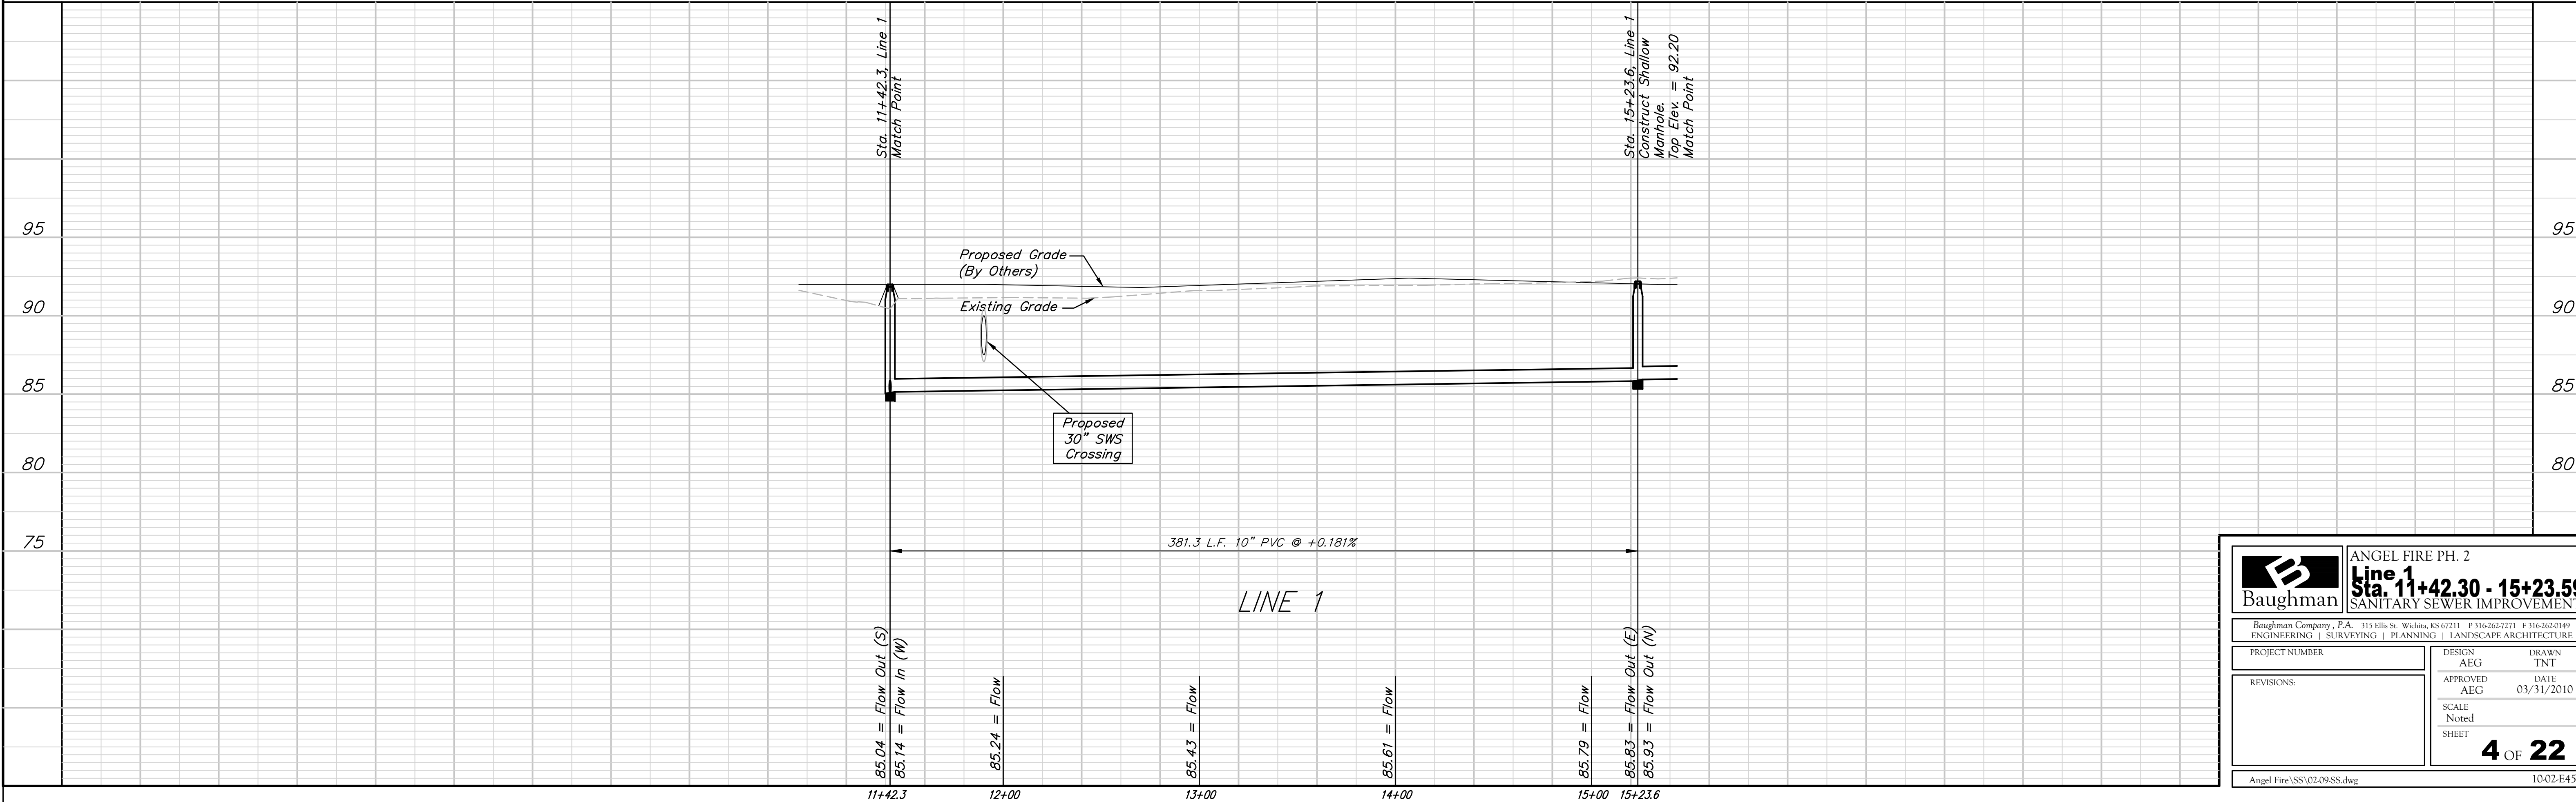 Sta. 11+42.3, Line 1
Match Point
Sta. 15+23.6, Line 1
Construct Shallow
Manhole.
Top Elev. = 92.20
Match Point
95
95
Proposed Grade
(By Others)
90
Existing Grade
90
85
85
Proposed
30" SWS
Crossing
80
80
75
381.3 L.F. 10" PVC @ +0.181%
LINE 1
85.04 = Flow Out (S)
85.14 = Flow In (W)
85.24 = Flow
85.43 = Flow
85.61 = Flow
85.79 = Flow
85.83 = Flow Out (E)
85.93 = Flow Out (N)
11+42.3
12+00
13+00
14+00
15+00
15+23.6
B
Baughman
ANGEL FIRE PH. 2
Line 1
Sta. 11+42.30 - 15+23.59
SANITARY SEWER IMPROVEMENT
Baughman Company, P.A. 315 Ellis St. Wichita, KS 67211 P 316-262-7271 F 316-262-0149
ENGINEERING | SURVEYING | PLANNING | LANDSCAPE ARCHITECTURE
PROJECT NUMBER
REVISIONS:
DESIGN
AEG
DRAWN
TNT
APPROVED
AEG
DATE
03/31/2010
SCALE
Noted
SHEET
4 OF 22
Angel Fire\SS\02-09-SS.dwg
10-02-E45